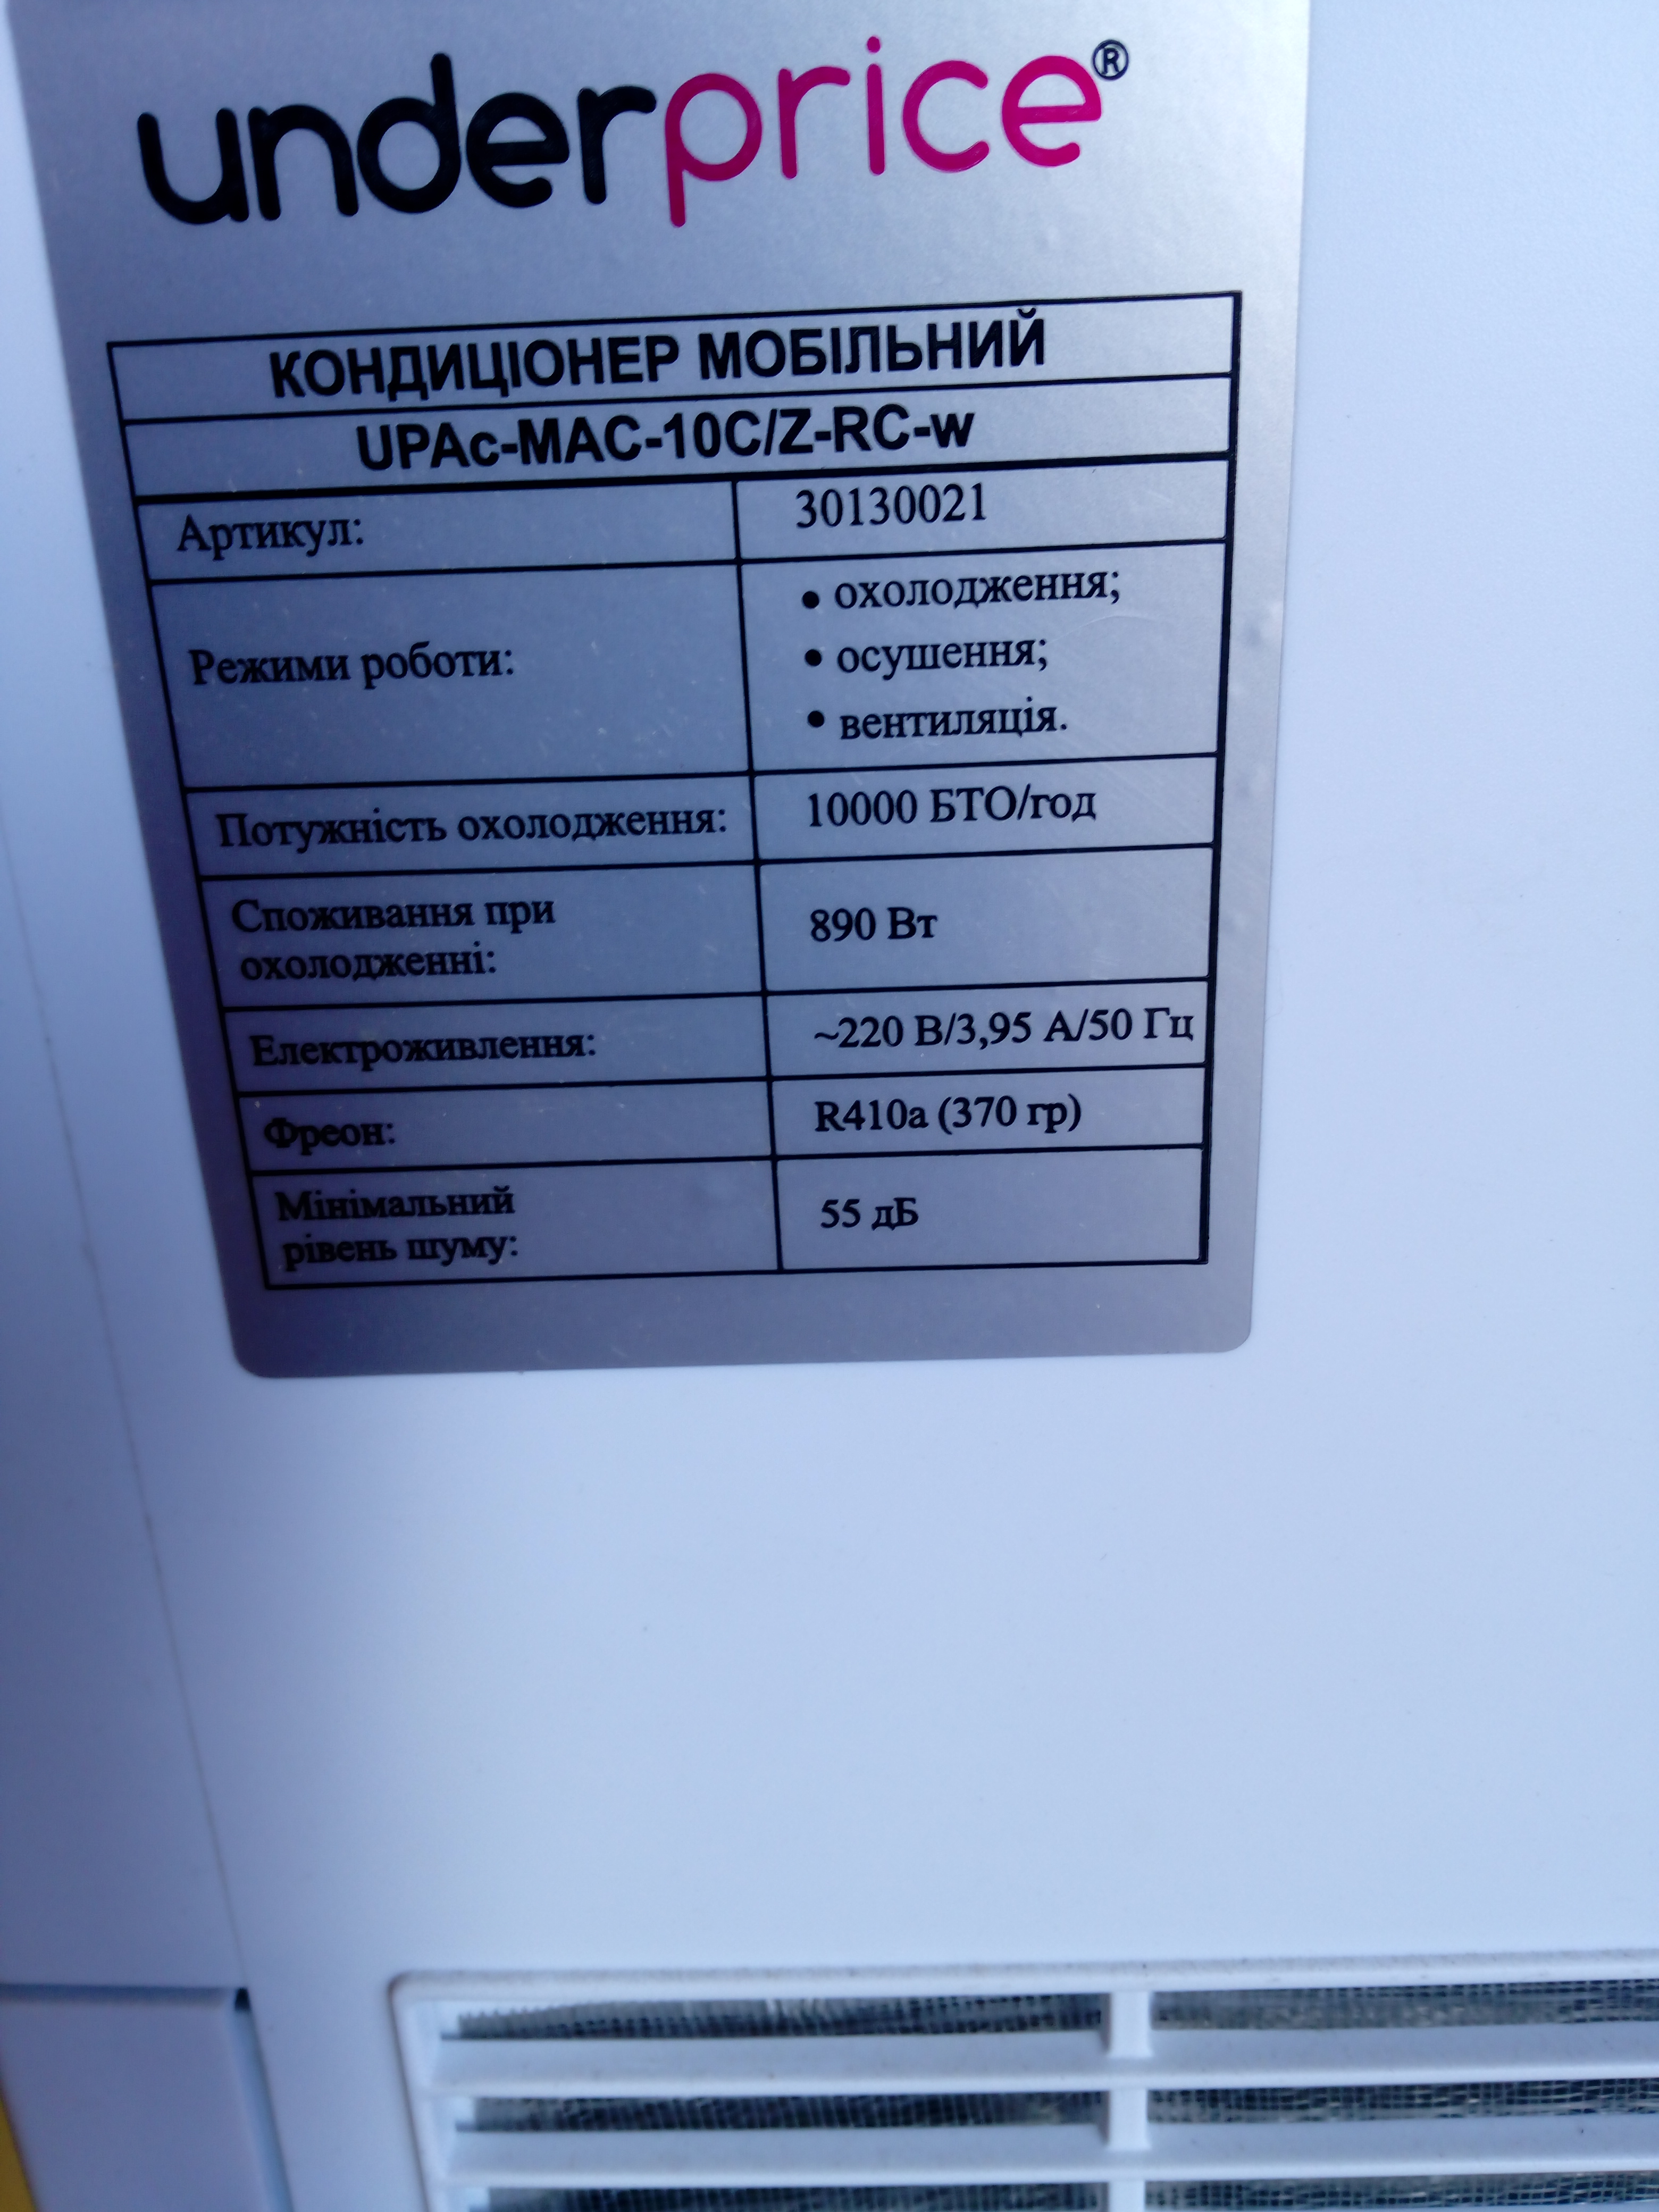 underprice®
КОНДИЦІОНЕР МОБІЛЬНИЙ
UPAc-MAC-10C/Z-RC-w
Артикул: 30130021
Режими роботи:
• охолодження;
• осушення;
• вентиляція.
Потужність охолодження: 10000 БТО/год
Споживання при
охолодженні:
890 Вт
Електроживлення: ~220 В/3,95 А/50 Гц
Фреон: R410a (370 гр)
Мінімальний
рівень шуму:
55 дБ